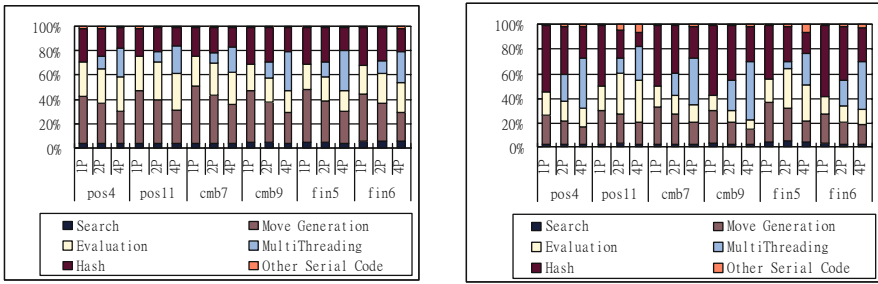 100%
80%
60%
40%
20%
0%
1P 2P 4P 1P 2P 4P 1P 2P 4P 1P 2P 4P 1P 2P 4P 1P 2P 4P
pos4 pos11 cmb7 cmb9 fin5 fin6
Search Move Generation
Evaluation MultiThreading
Hash Other Serial Code
100%
80%
60%
40%
20%
0%
1P 2P 4P 1P 2P 4P 1P 2P 4P 1P 2P 4P 1P 2P 4P 1P 2P 4P
pos4 pos11 cmb7 cmb9 fin5 fin6
Search Move Generation
Evaluation MultiThreading
Hash Other Serial Code